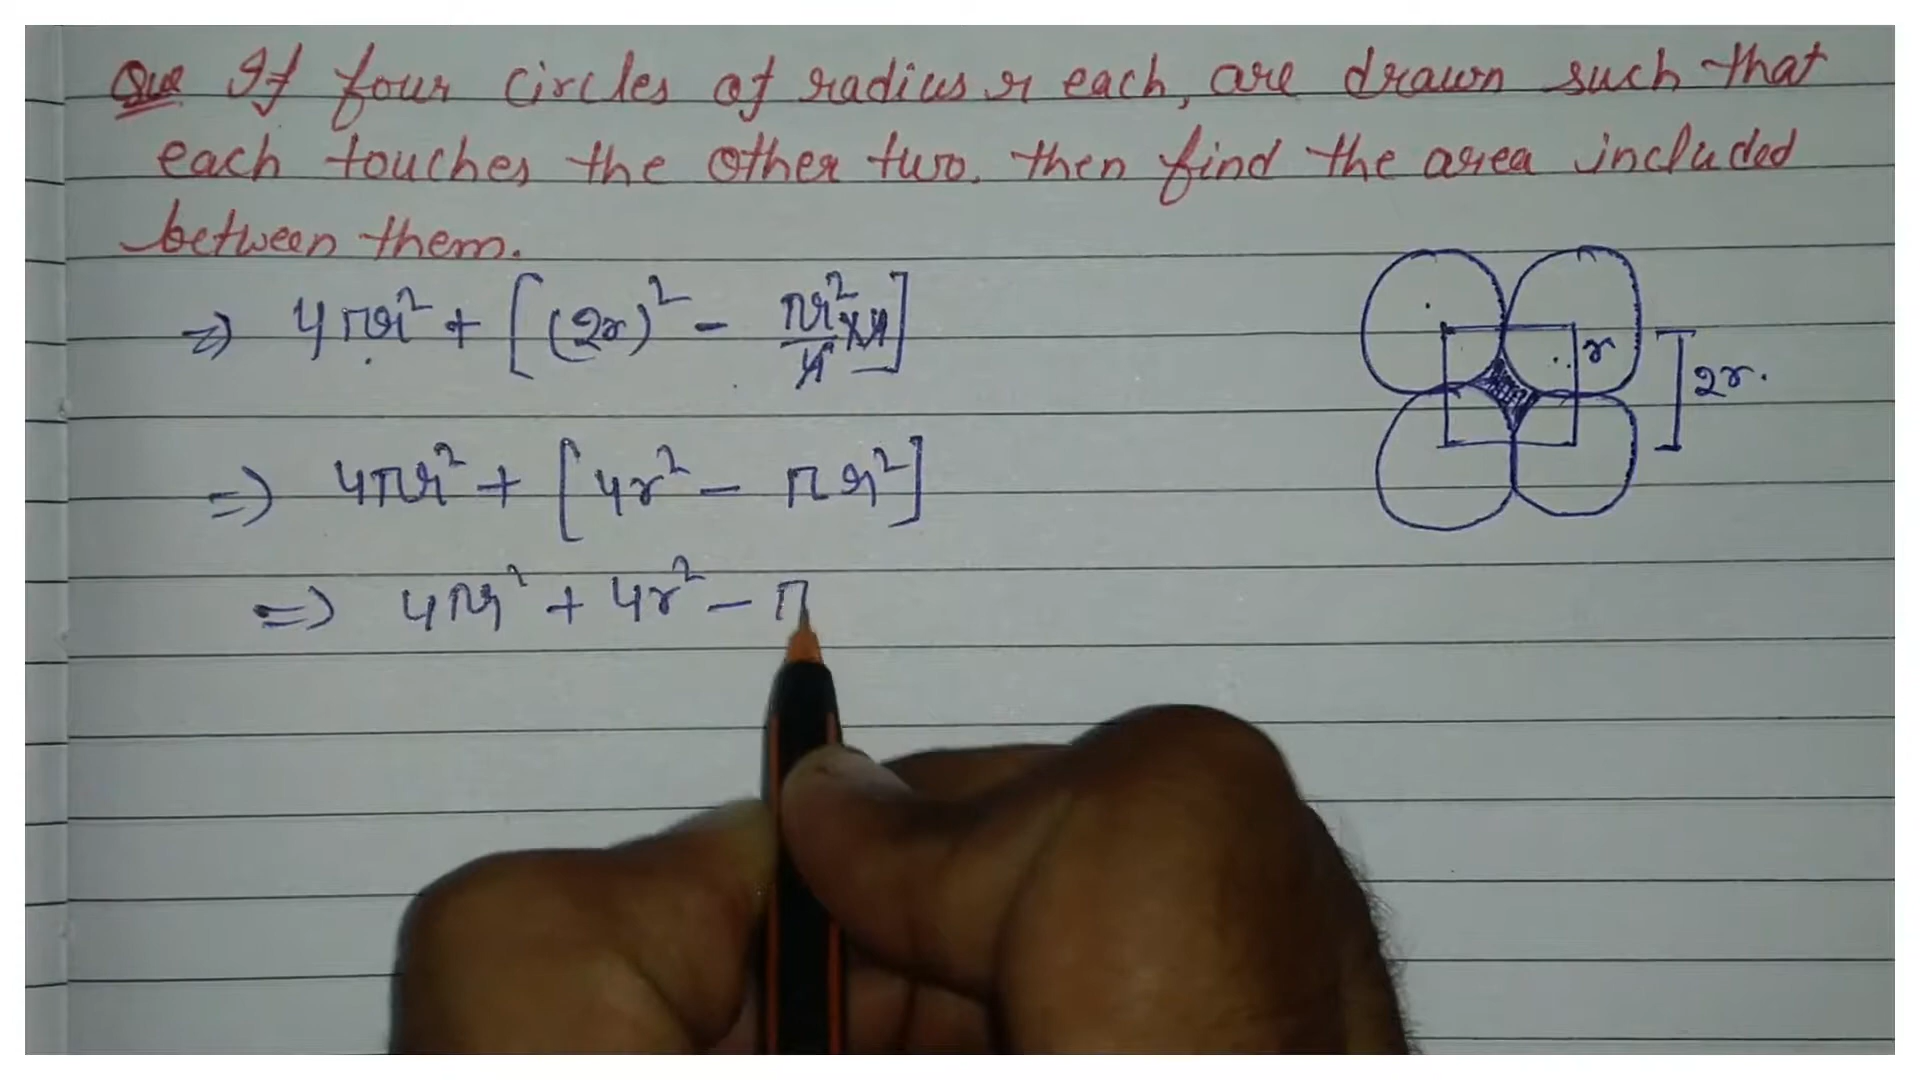 Que If four circles of radius r each, are drawn such that
each touches the other two. then find the area included
between them.
⇒ 4πr² + [(2r)² - πr²/4 × 4]
⇒ 4πr² + [4r² - πr²]
⇒ 4πr² + 4r² - π
r
2r.